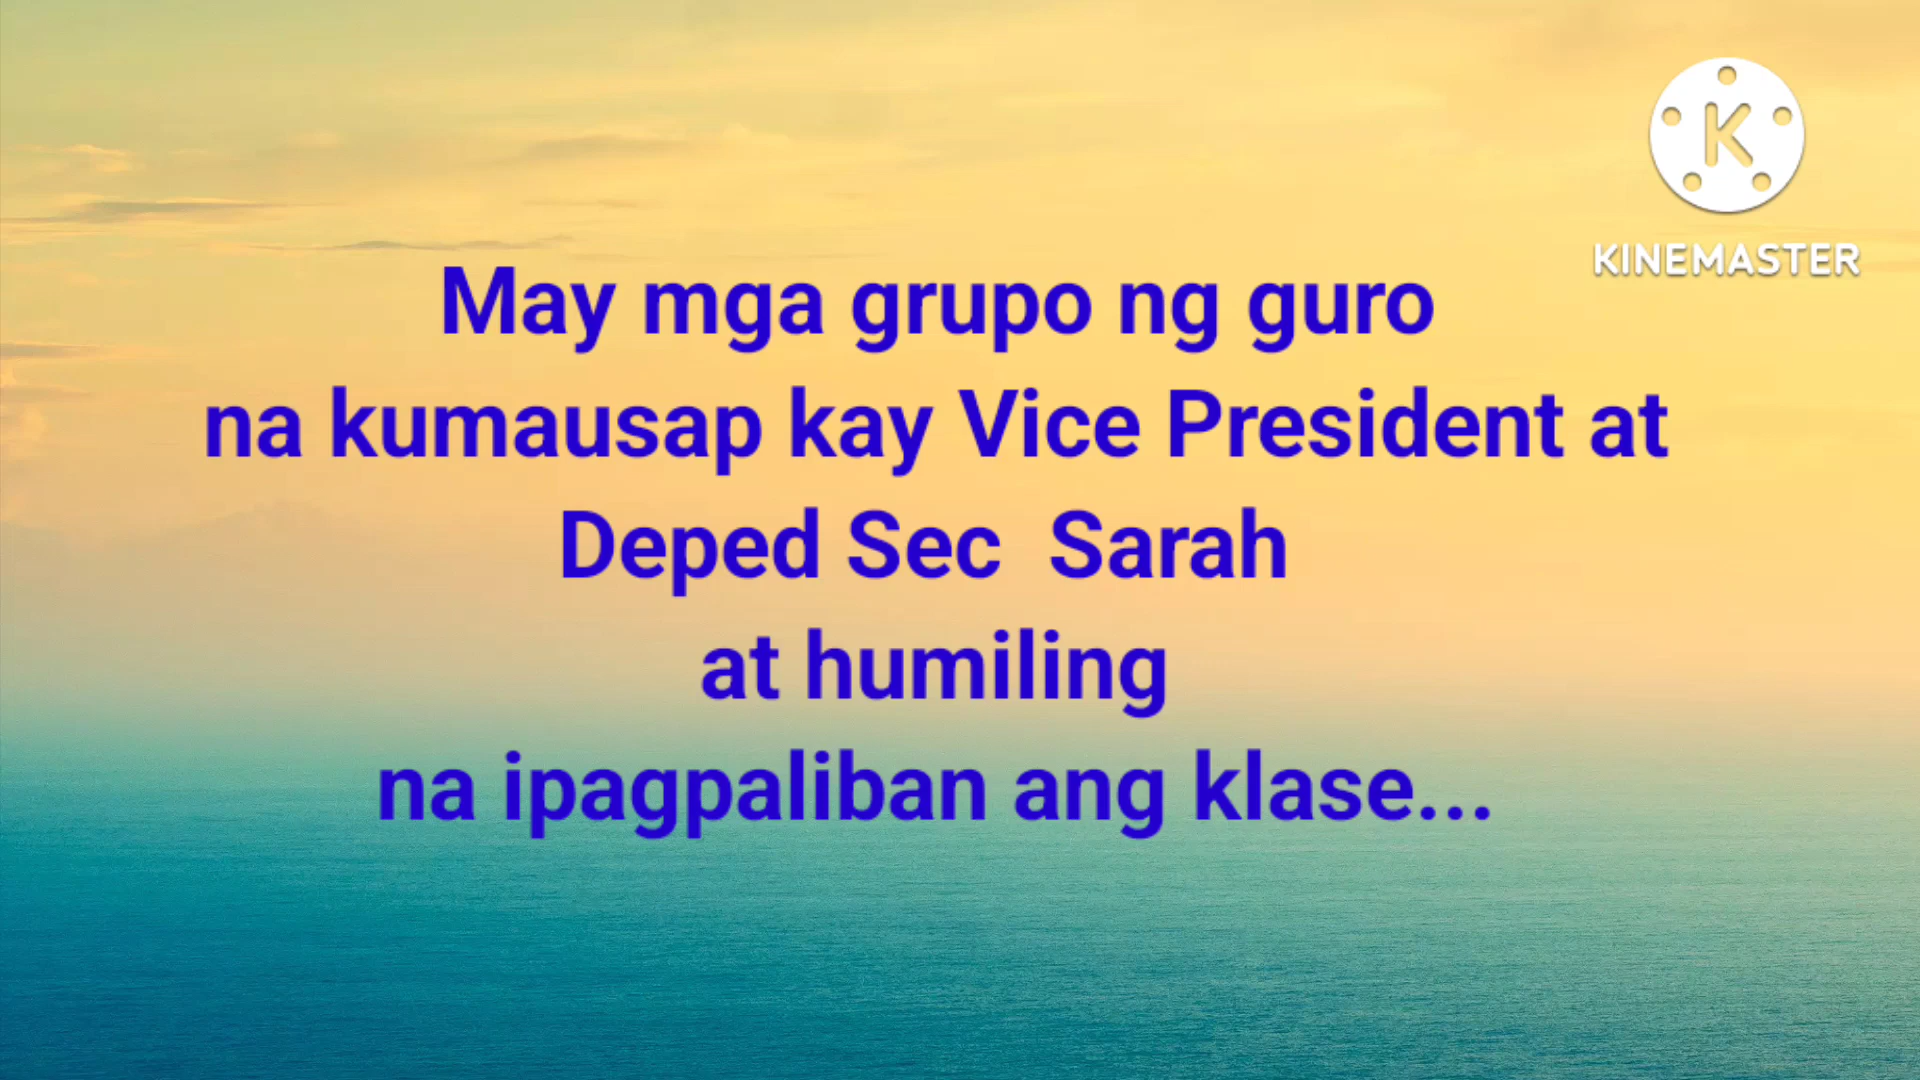 K
KINEMASTER
May mga grupo ng guro
na kumausap kay Vice President at
Deped Sec  Sarah
at humiling
na ipagpaliban ang klase...